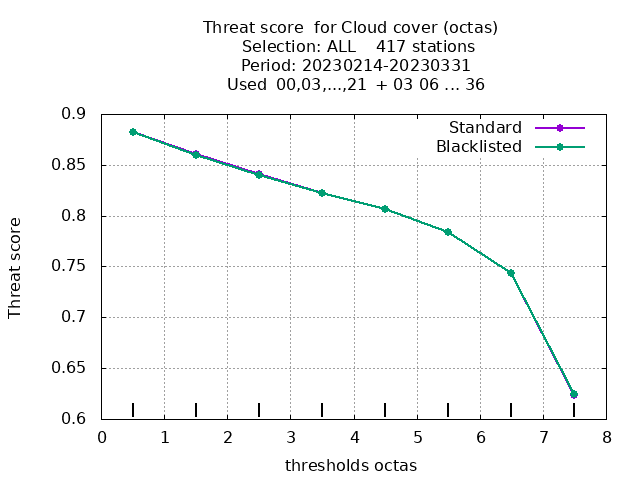 Threat score  for Cloud cover (octas)
Selection: ALL    417 stations
Period: 20230214-20230331
Used  00,03,...,21  + 03 06 ... 36
Standard
Blacklisted
0.9
0.85
0.8
0.75
0.7
0.65
0.6
Threat score
0 1 2 3 4 5 6 7 8
thresholds octas